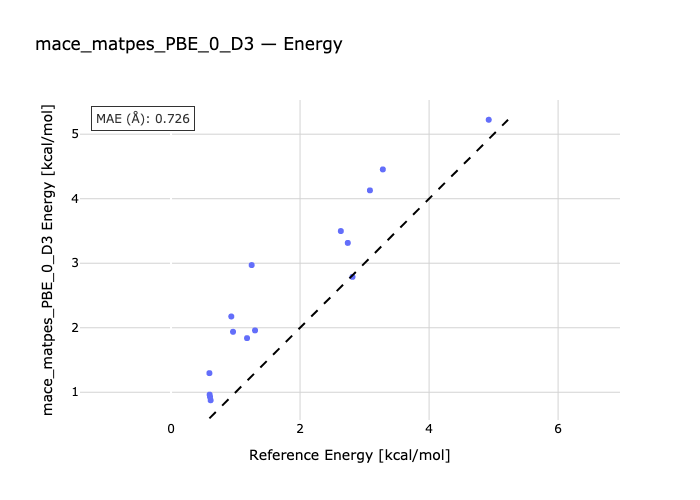 mace_matpes_PBE_0_D3 — Energy
MAE (Å): 0.726
mace_matpes_PBE_0_D3 Energy [kcal/mol]
5
4
3
2
1
0
2
4
6
Reference Energy [kcal/mol]